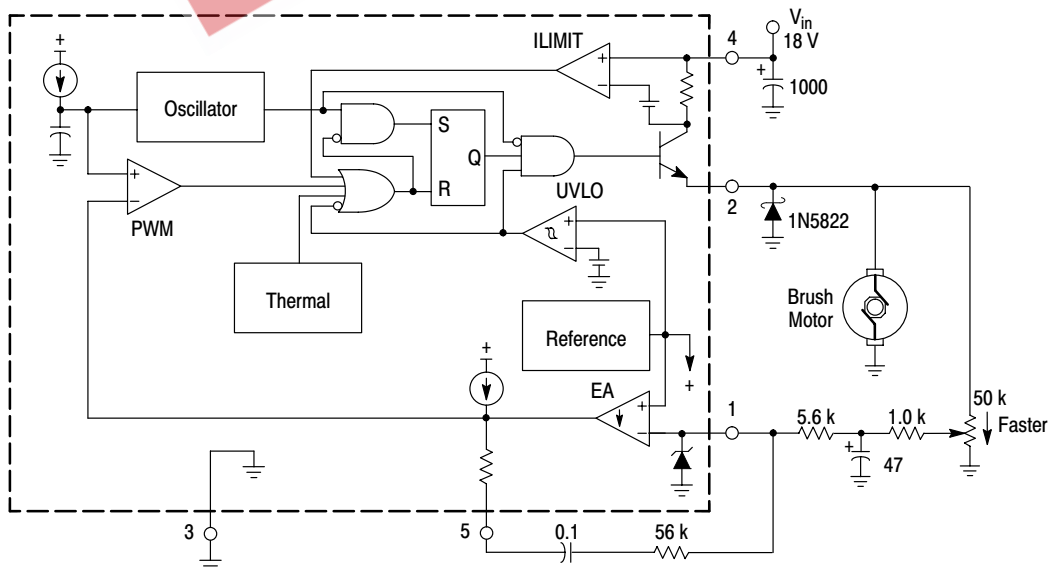 +
Oscillator
ILIMIT
+
−
4
V in
18 V
+
1000
S
Q
R
+
−
PWM
UVLO
+
−
2
1N5822
Thermal
Reference
+
Brush
Motor
+
EA
+
−
1
5.6 k
1.0 k
50 k
Faster
+
47
3
5
0.1
56 k